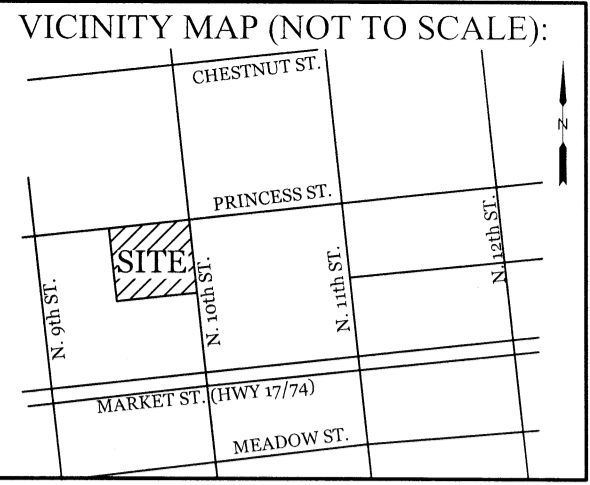 VICINITY MAP (NOT TO SCALE):
CHESTNUT ST.
N
PRINCESS ST.
N. 12th ST.
SITE
N. 9th ST.
N. 10th ST.
N. 11th ST.
MARKET ST. (HWY 17/74)
MEADOW ST.